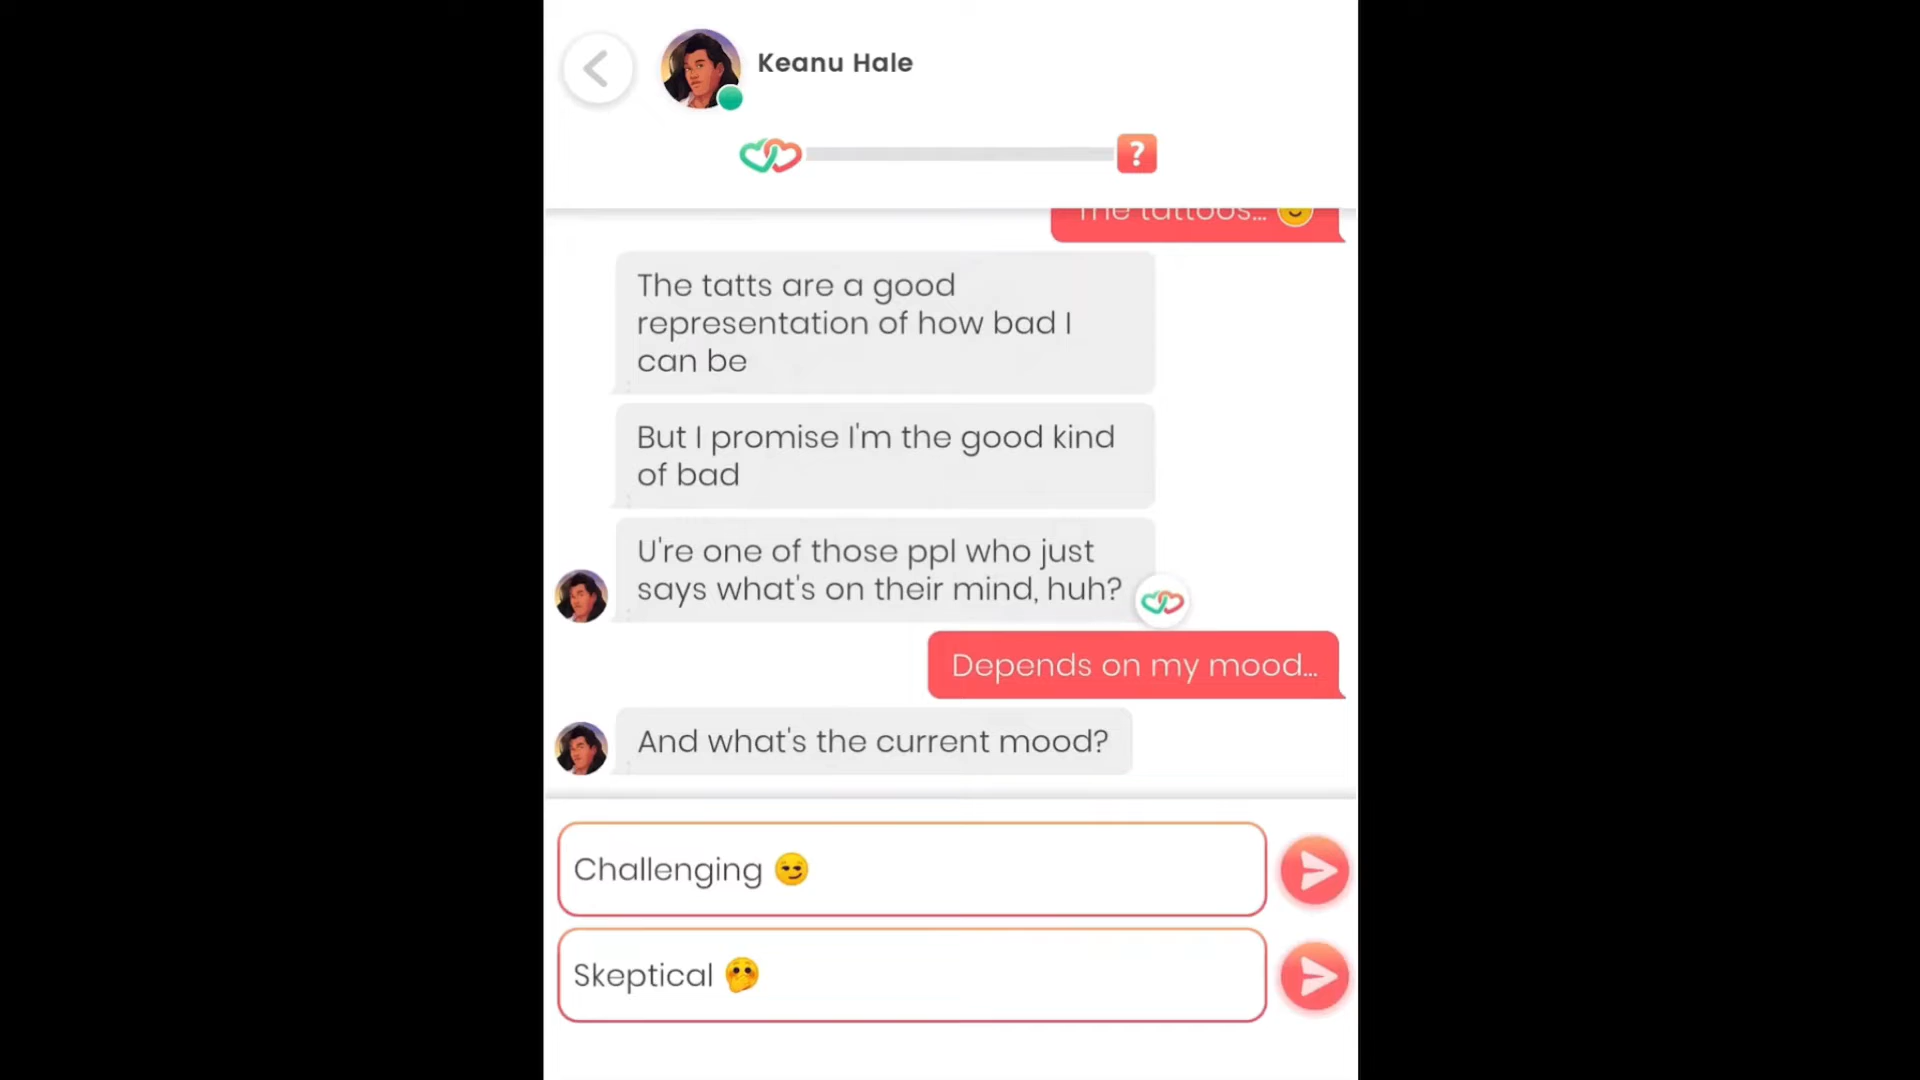 Keanu Hale
?
The tattoos...
The tatts are a good
representation of how bad I
can be
But I promise I'm the good kind
of bad
U're one of those ppl who just
says what's on their mind, huh?
Depends on my mood...
And what's the current mood?
Challenging 😏
Skeptical 🫢